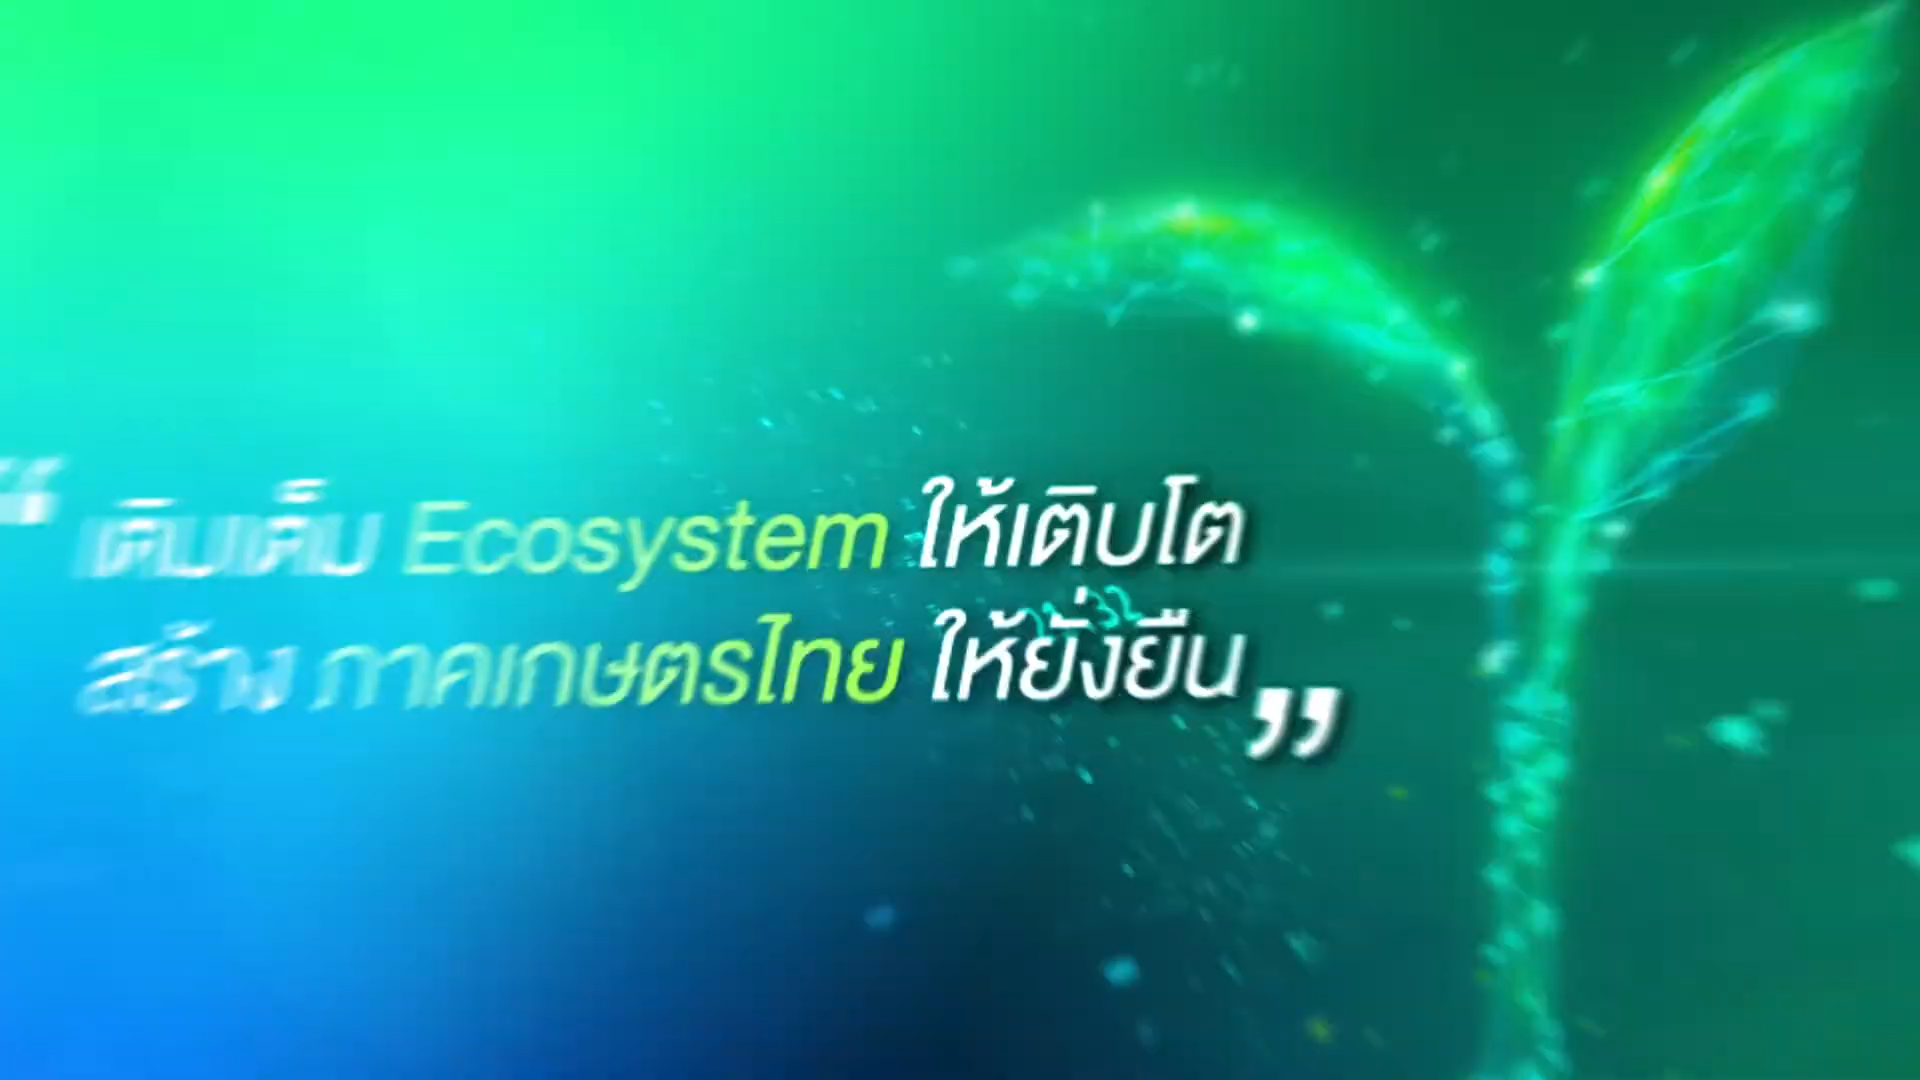 “ เติมเต็ม Ecosystem ให้เติบโต
สร้าง ภาคเกษตรไทย ให้ยั่งยืน ”